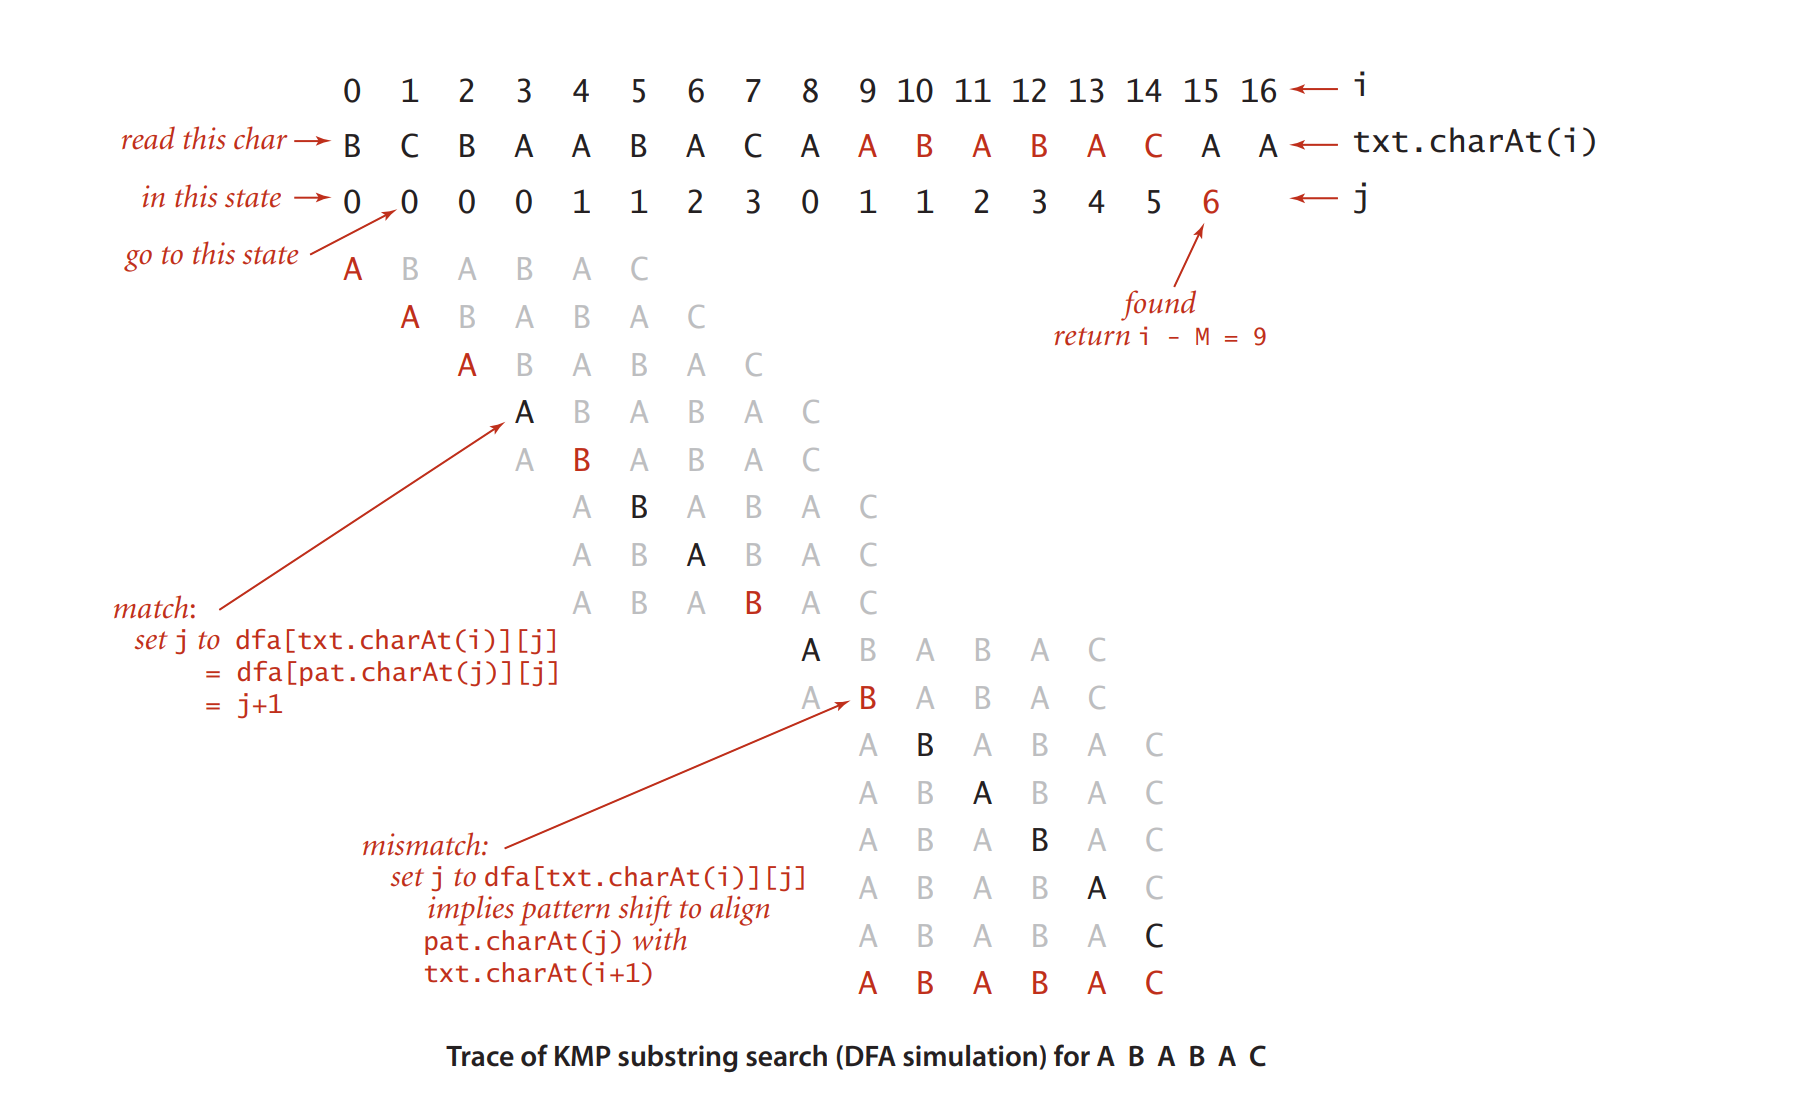 0 1 2 3 4 5 6 7 8 9 10 11 12 13 14 15 16 i
read this char B C B A A B A C A A B A B A C A A txt.charAt(i)
in this state 0 0 0 0 1 1 2 3 0 1 1 2 3 4 5 6 j
go to this state
A B A B A C
found
A B A B A C
return i - M = 9
A B A B A C
A B A B A C
A B A B A C
A B A B A C
A B A B A C
A B A B A C
match:
set j to dfa[txt.charAt(i)][j]
= dfa[pat.charAt(j)][j]
= j+1
A B A B A C
A B A B A C
A B A B A C
A B A B A C
mismatch:
set j to dfa[txt.charAt(i)][j]
implies pattern shift to align
pat.charAt(j) with
txt.charAt(i+1)
A B A B A C
A B A B A C
A B A B A C
A B A B A C
Trace of KMP substring search (DFA simulation) for A B A B A C